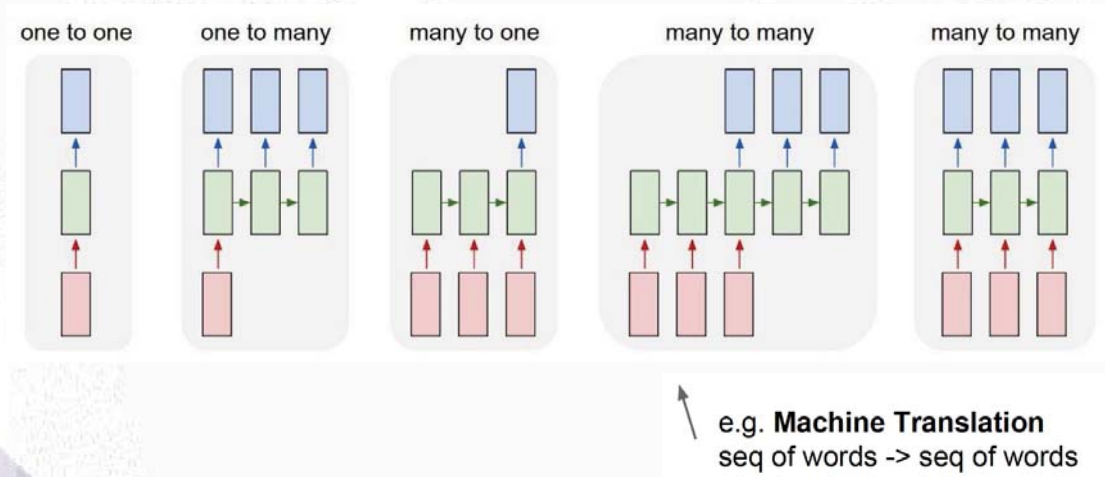 one to one
one to many
many to one
many to many
many to many
e.g. Machine Translation
seq of words -> seq of words